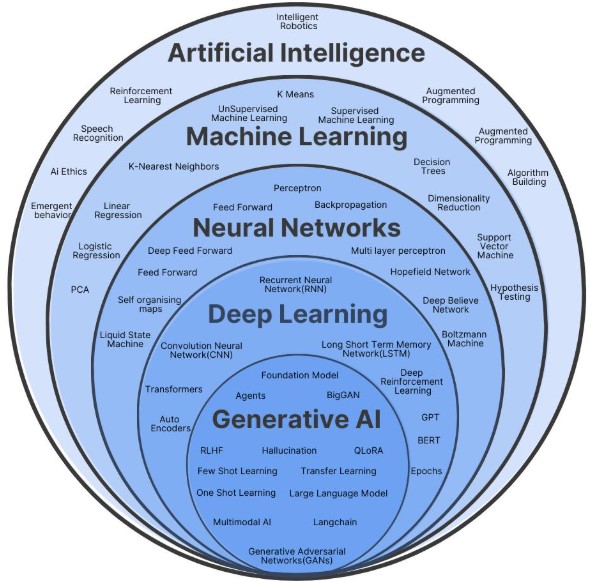 Intelligent
Robotics
Artificial Intelligence
Reinforcement
Learning
Augmented
Programming
Speech
Recognition
Augmented
Programming
Ai Ethics
Algorithm
Building
Emergent
behavior
K Means
UnSupervised
Machine Learning
Supervised
Machine Learning
Machine Learning
K-Nearest Neighbors
Decision
Trees
Linear
Regression
Dimensionality
Reduction
Logistic
Regression
Support
Vector
Machine
PCA
Hypothesis
Testing
Perceptron
Feed Forward
Backpropagation
Neural Networks
Deep Feed Forward
Multi layer perceptron
Feed Forward
Hopefield Network
Self organising
maps
Deep Believe
Network
Liquid State
Machine
Boltzmann
Machine
Recurrent Neural
Network(RNN)
Deep Learning
Convolution Neural
Network(CNN)
Long Short Term Memory
Network(LSTM)
Transformers
Deep
Reinforcement
Learning
Auto
Encoders
GPT
BERT
Epochs
Foundation Model
Agents
BigGAN
Generative AI
RLHF
Hallucination
QLoRA
Few Shot Learning
Transfer Learning
One Shot Learning
Large Language Model
Multimodal AI
Langchain
Generative Adversarial
Networks(GANs)